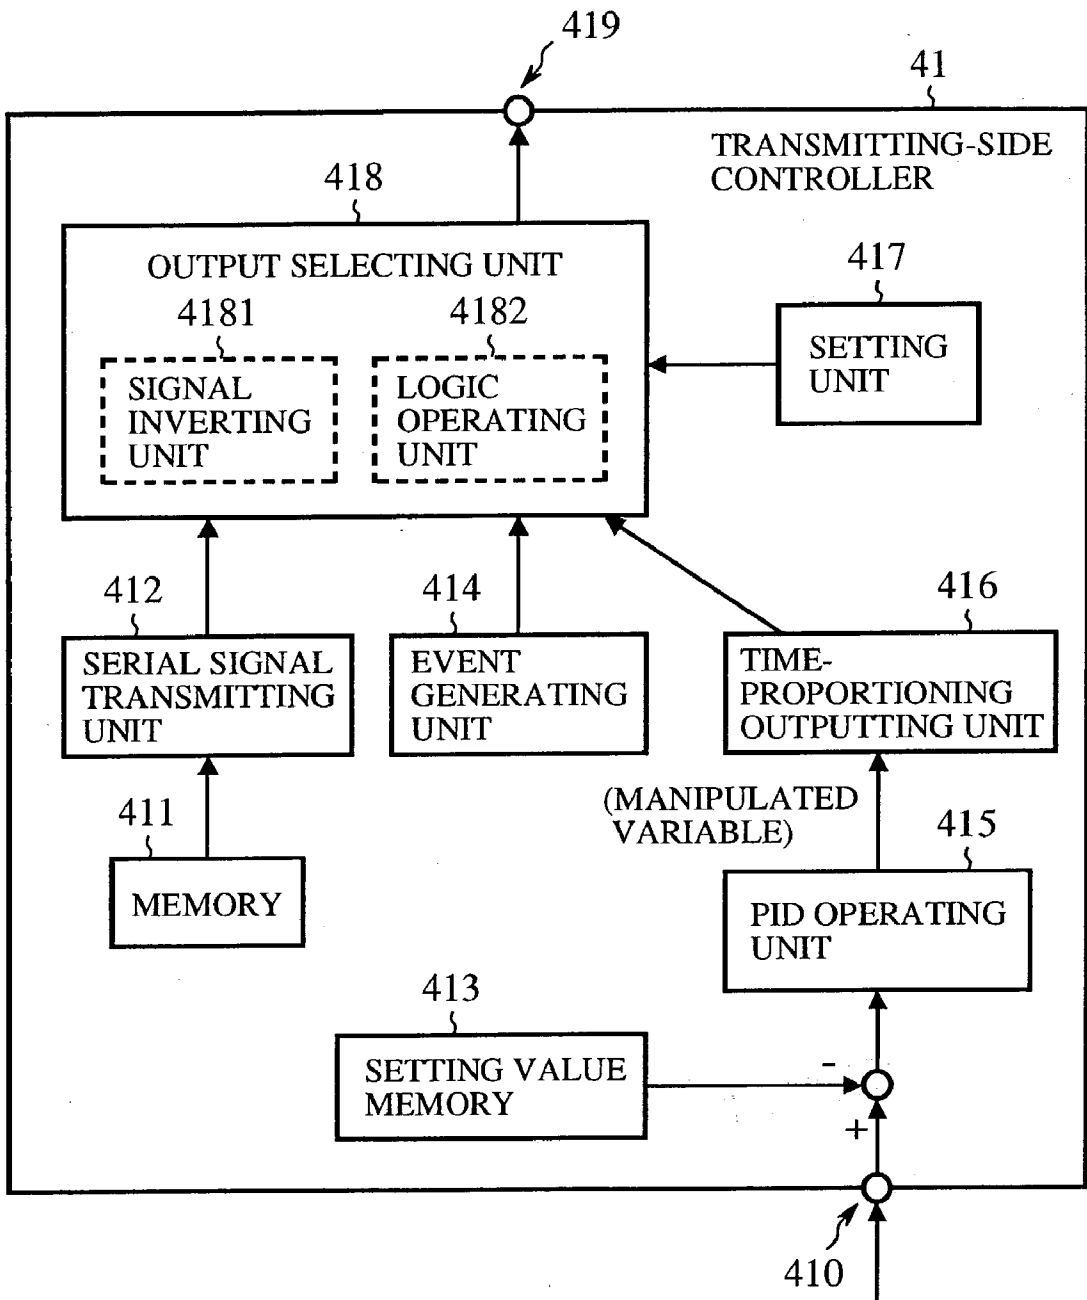 419
41
TRANSMITTING-SIDE
CONTROLLER
418
OUTPUT SELECTING UNIT
417
SETTING
UNIT
4181
SIGNAL
INVERTING
UNIT
4182
LOGIC
OPERATING
UNIT
412
SERIAL SIGNAL
TRANSMITTING
UNIT
414
EVENT
GENERATING
UNIT
416
TIME-
PROPORTIONING
OUTPUTTING UNIT
(MANIPULATED
VARIABLE)
411
MEMORY
415
PID OPERATING
UNIT
413
SETTING VALUE
MEMORY
-
+
410